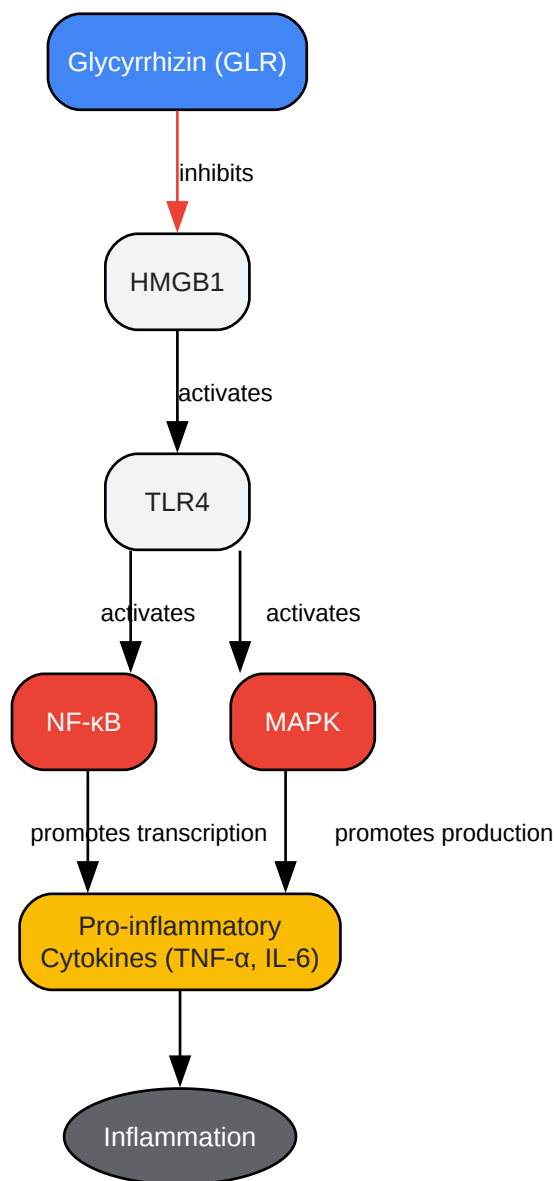 Glycyrrhizin (GLR)
inhibits
HMGB1
activates
TLR4
activates
activates
NF-κB
MAPK
promotes transcription
promotes production
Pro-inflammatory
Cytokines (TNF-α, IL-6)
Inflammation